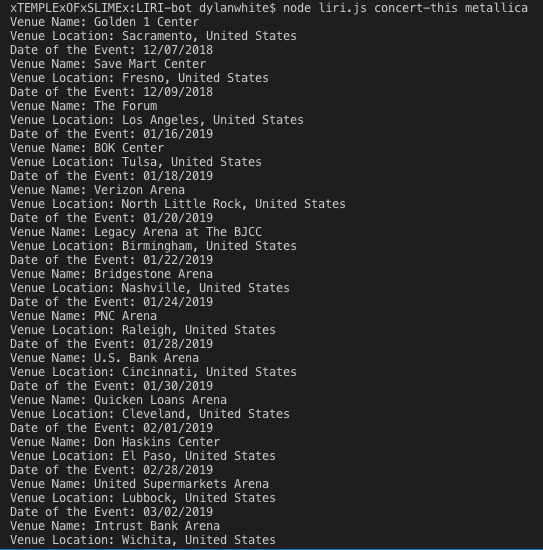 xTEMPLExOFxSLIMEx:LIRI-bot dylanwhite$ node liri.js concert-this metallica
Venue Name: Golden 1 Center
Venue Location: Sacramento, United States
Date of the Event: 12/07/2018
Venue Name: Save Mart Center
Venue Location: Fresno, United States
Date of the Event: 12/09/2018
Venue Name: The Forum
Venue Location: Los Angeles, United States
Date of the Event: 01/16/2019
Venue Name: BOK Center
Venue Location: Tulsa, United States
Date of the Event: 01/18/2019
Venue Name: Verizon Arena
Venue Location: North Little Rock, United States
Date of the Event: 01/20/2019
Venue Name: Legacy Arena at The BJCC
Venue Location: Birmingham, United States
Date of the Event: 01/22/2019
Venue Name: Bridgestone Arena
Venue Location: Nashville, United States
Date of the Event: 01/24/2019
Venue Name: PNC Arena
Venue Location: Raleigh, United States
Date of the Event: 01/28/2019
Venue Name: U.S. Bank Arena
Venue Location: Cincinnati, United States
Date of the Event: 01/30/2019
Venue Name: Quicken Loans Arena
Venue Location: Cleveland, United States
Date of the Event: 02/01/2019
Venue Name: Don Haskins Center
Venue Location: El Paso, United States
Date of the Event: 02/28/2019
Venue Name: United Supermarkets Arena
Venue Location: Lubbock, United States
Date of the Event: 03/02/2019
Venue Name: Intrust Bank Arena
Venue Location: Wichita, United States